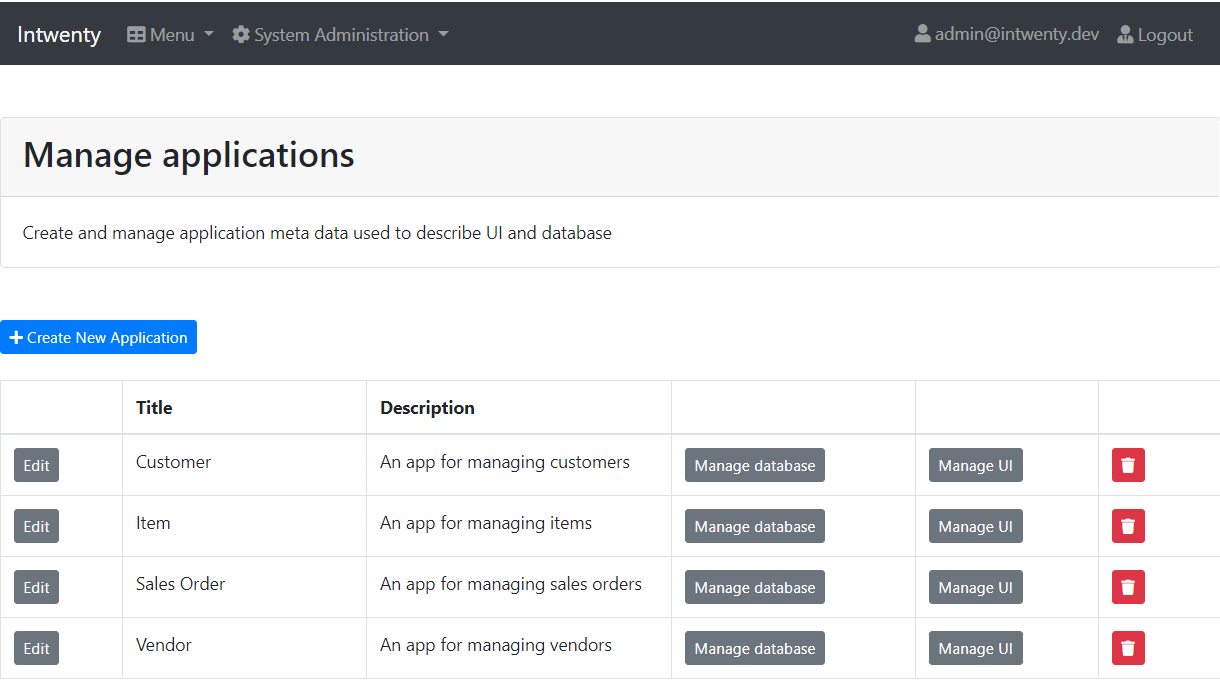 Intwenty Menu System Administration admin@intwenty.dev Logout
Manage applications
Create and manage application meta data used to describe UI and database
Create New Application
Title Description
Edit Customer An app for managing customers Manage database Manage UI
Edit Item An app for managing items Manage database Manage UI
Edit Sales Order An app for managing sales orders Manage database Manage UI
Edit Vendor An app for managing vendors Manage database Manage UI